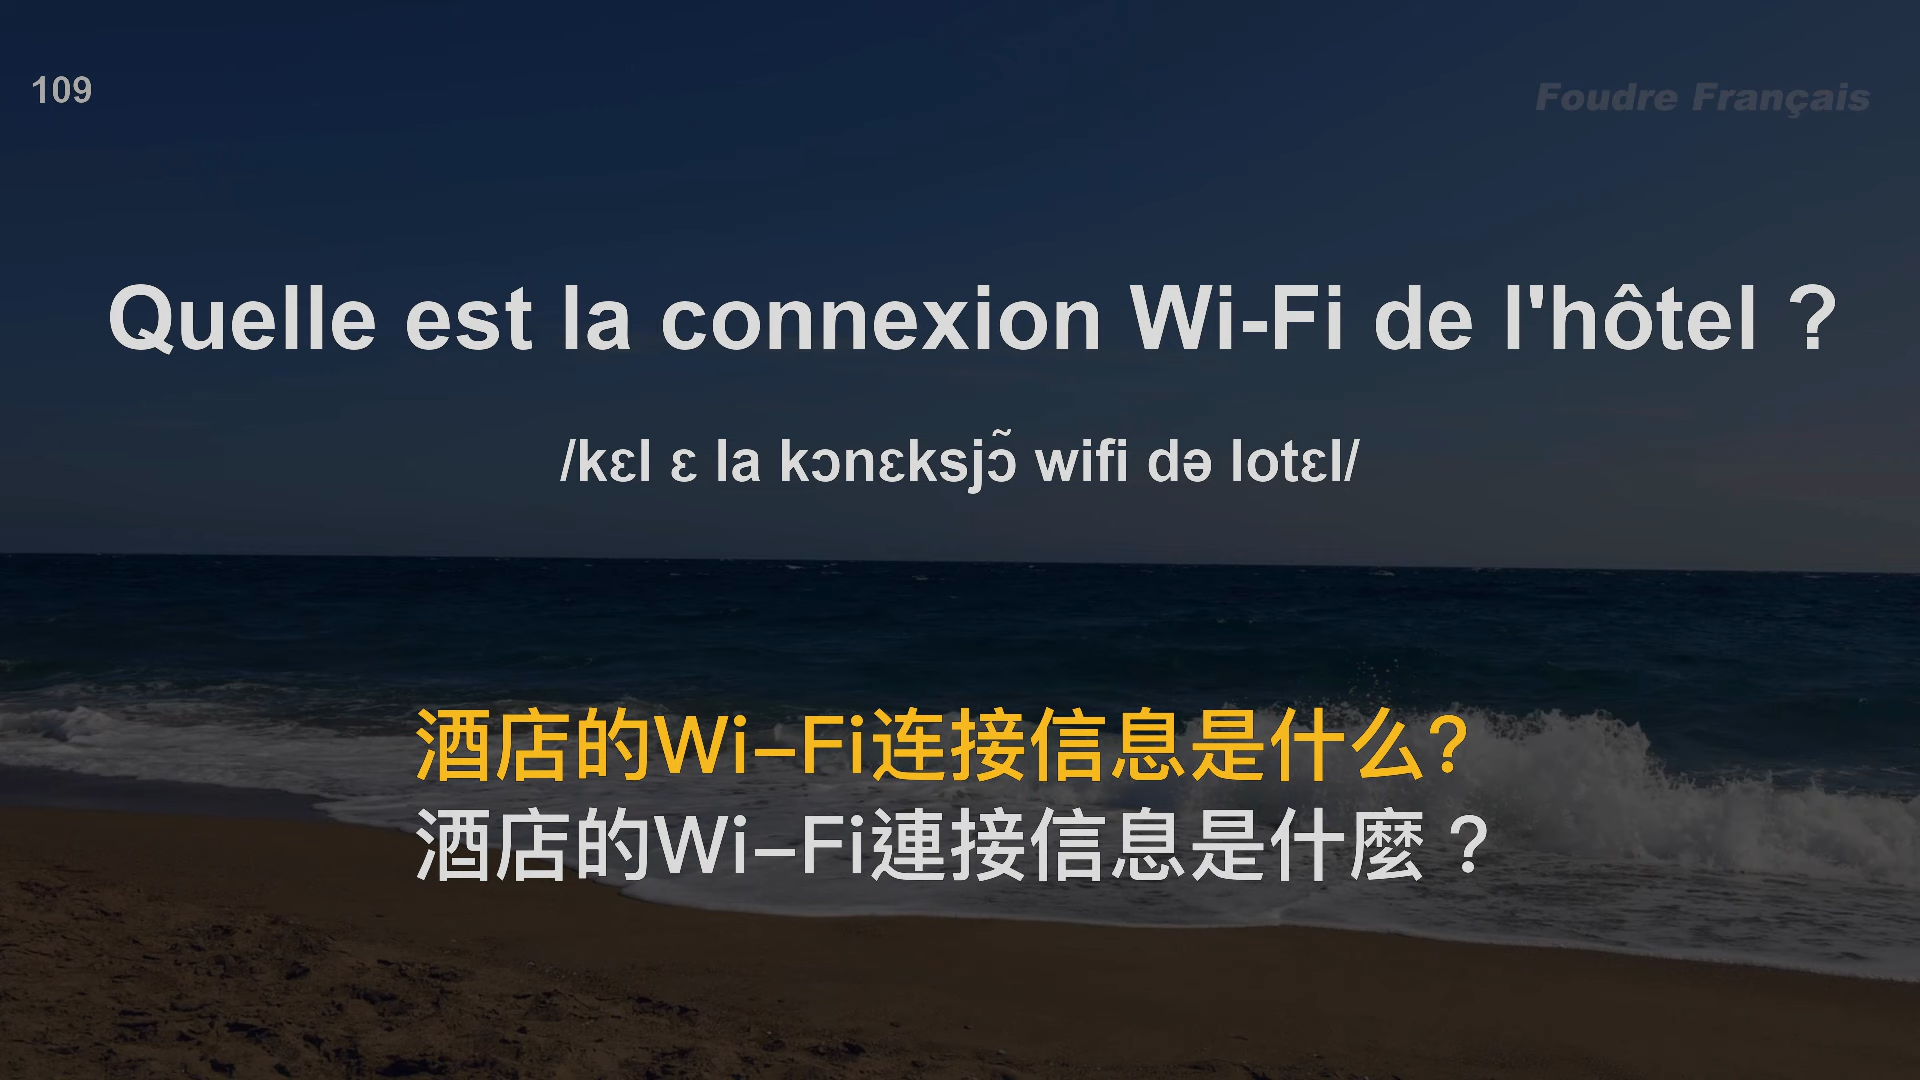 109
Foudre Français
Quelle est la connexion Wi-Fi de l'hôtel ?
/kɛl ɛ la kɔnɛksjɔ̃ wifi də lotɛl/
酒店的Wi–Fi连接信息是什么?
酒店的Wi–Fi連接信息是什麼？